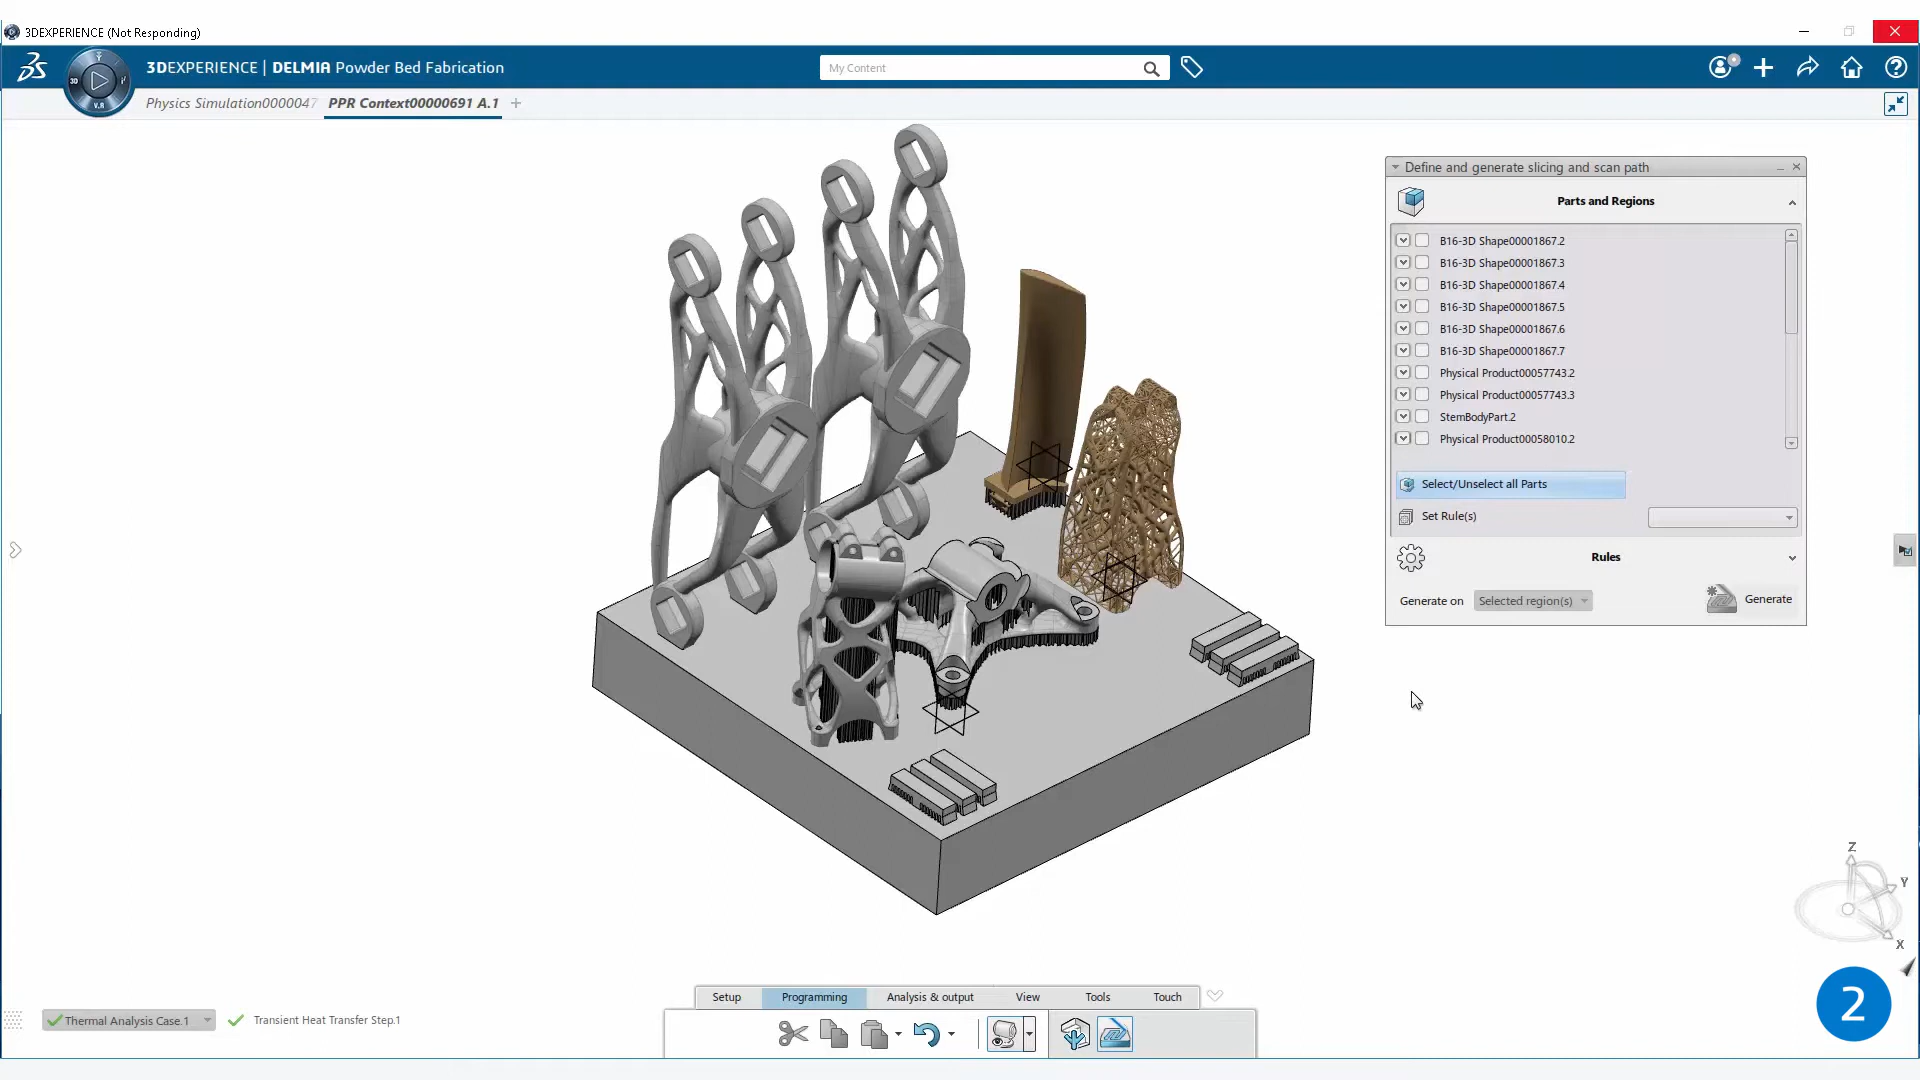 3DEXPERIENCE (Not Responding)
3DEXPERIENCE | DELMIA Powder Bed Fabrication
My Content
3D
V.R
Physics Simulation0000047
PPR Context00000691 A.1
Define and generate slicing and scan path
Parts and Regions
B16-3D Shape00001867.2
B16-3D Shape00001867.3
B16-3D Shape00001867.4
B16-3D Shape00001867.5
B16-3D Shape00001867.6
B16-3D Shape00001867.7
Physical Product00057743.2
Physical Product00057743.3
StemBodyPart.2
Physical Product00058010.2
Select/Unselect all Parts
Set Rule(s)
Rules
Generate on Selected region(s) Generate
Z
Y
X
2
Setup Programming Analysis & output View Tools Touch
Thermal Analysis Case.1 Transient Heat Transfer Step.1